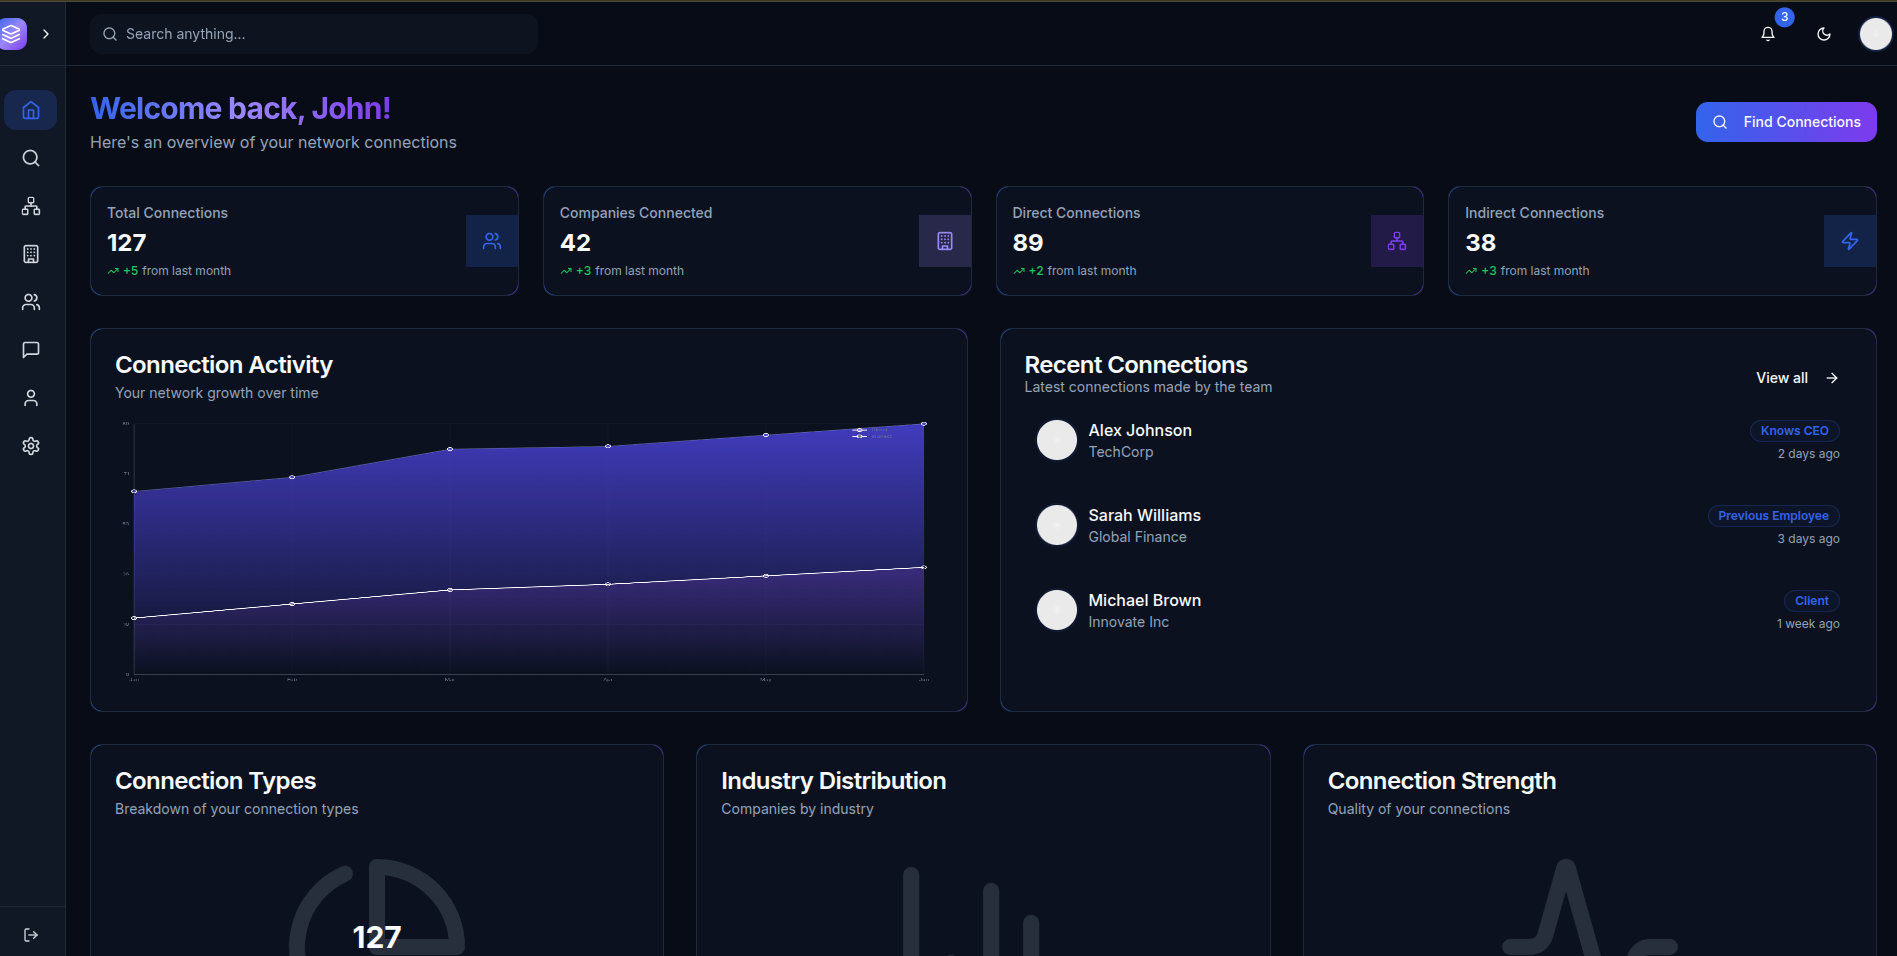 Search anything...
3
Welcome back, John!
Here's an overview of your network connections
Find Connections
Total Connections
127
+5 from last month
Companies Connected
42
+3 from last month
Direct Connections
89
+2 from last month
Indirect Connections
38
+3 from last month
Connection Activity
Your network growth over time
Recent Connections
Latest connections made by the team
View all
Alex Johnson
TechCorp
Knows CEO
2 days ago
Sarah Williams
Global Finance
Previous Employee
3 days ago
Michael Brown
Innovate Inc
Client
1 week ago
Connection Types
Breakdown of your connection types
127
Industry Distribution
Companies by industry
Connection Strength
Quality of your connections